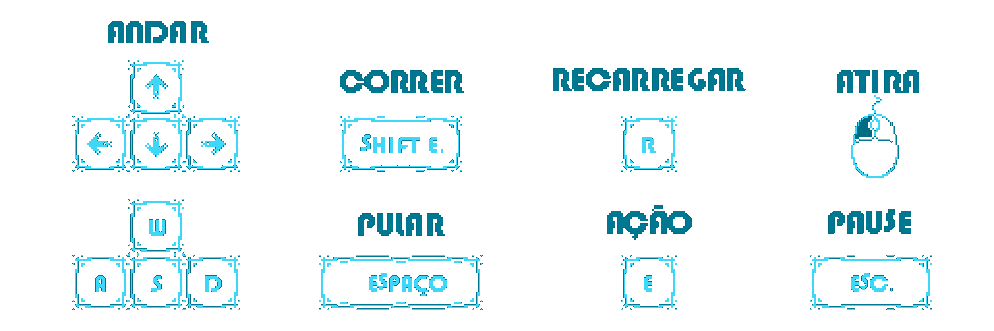 ANDAR
CORRER
RECARREGAR
ATIRA
SHIFT E.
R
W
PULAR
AÇÃO
PAUSE
A S D
ESPAÇO
E
ESC.